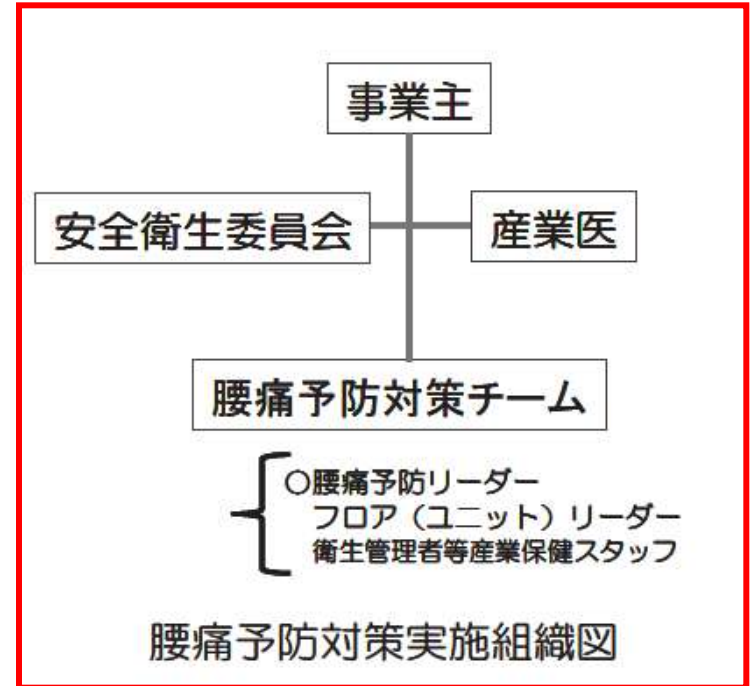 事業主
安全衛生委員会
産業医
腰痛予防対策チーム
○腰痛予防リーダー
フロア（ユニット）リーダー
衛生管理者等産業保健スタッフ
腰痛予防対策実施組織図